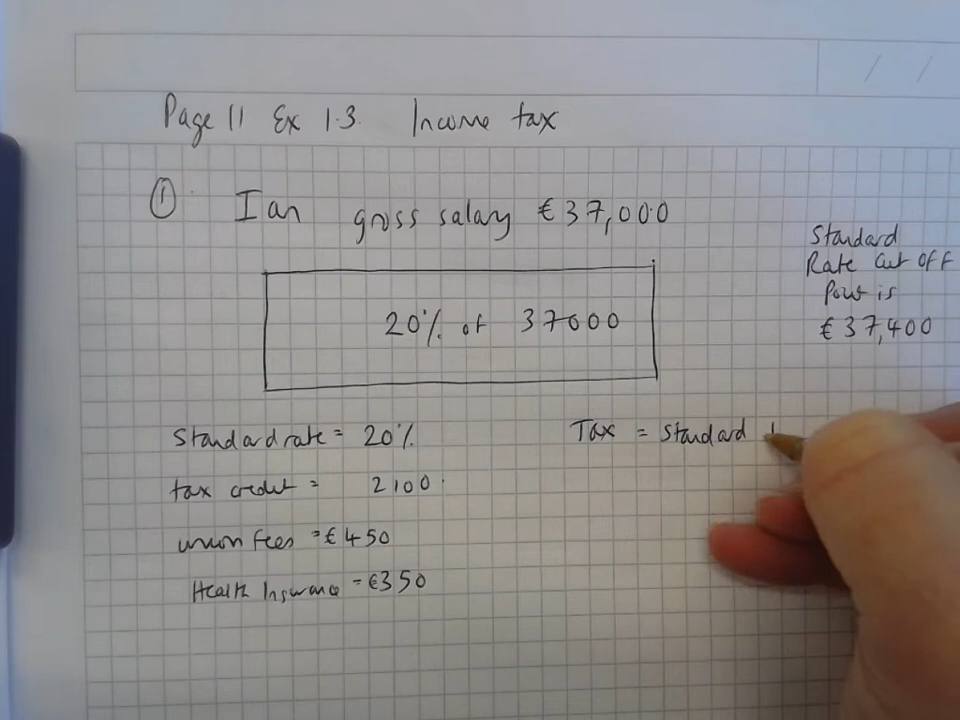 Page 11 Ex 1.3. Income tax
① Ian gross salary €37,000
Standard
Rate cut off
Point is
€37,400
20% of 37000
Standard rate = 20%
tax credit = 2100
union fees = €450
Health Insurance = €350
Tax = Standard